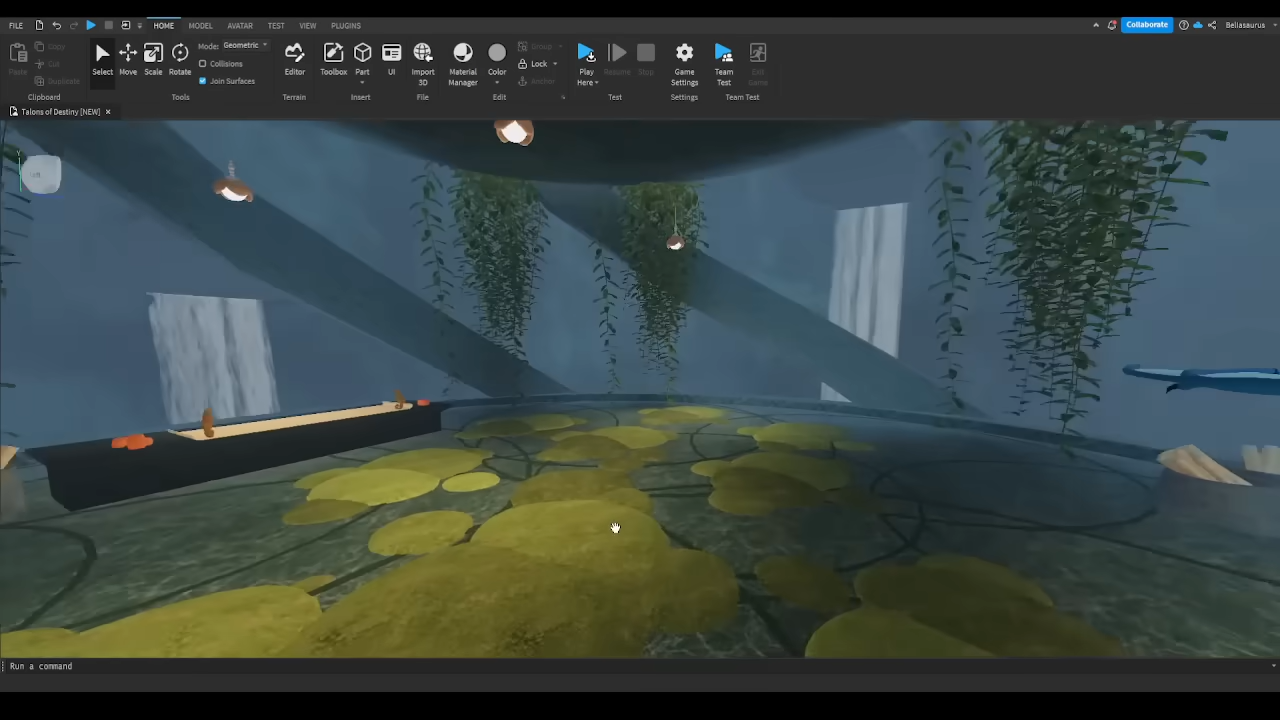 FILE HOME MODEL AVATAR TEST VIEW PLUGINS Collaborate Beliasaurus
Copy Mode: Geometric Group
Cut Collisions Lock
Paste Duplicate Select Move Scale Rotate Join Surfaces Editor Toolbox Part UI Import 3D Material Manager Color Anchor Play Here Resume Stop Game Settings Team Test Exit Game
Clipboard Tools Terrain Insert File Edit Test Settings Team Test
Talons of Destiny [NEW]
Left
Run a command